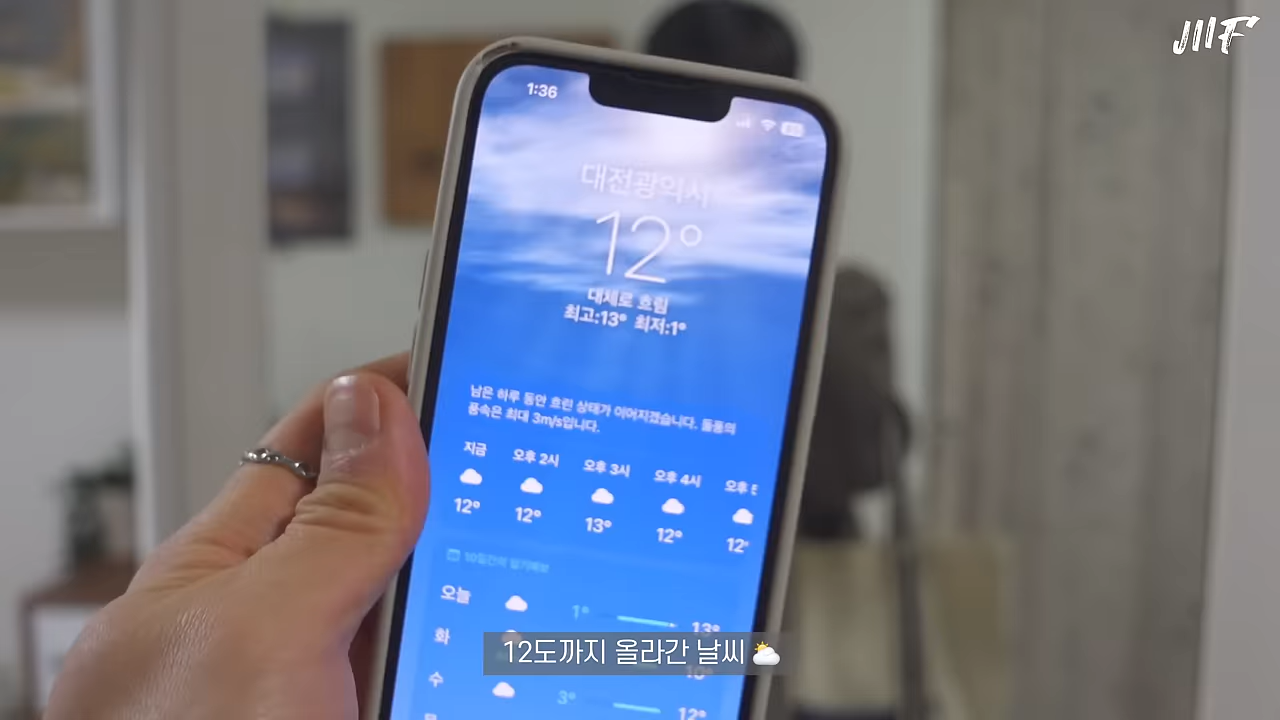 JIIF
1:36
대전광역시
12°
대체로 흐림
최고:13° 최저:1°
남은 하루 동안 흐린 상태가 이어지겠습니다. 돌풍의
풍속은 최대 3m/s입니다.
지금 오후 2시 오후 3시 오후 4시 오후
12° 12° 13° 12° 12°
10일간의 일기예보
오늘 1° 13°
화 10°
수 3° 12°
12도까지 올라간 날씨